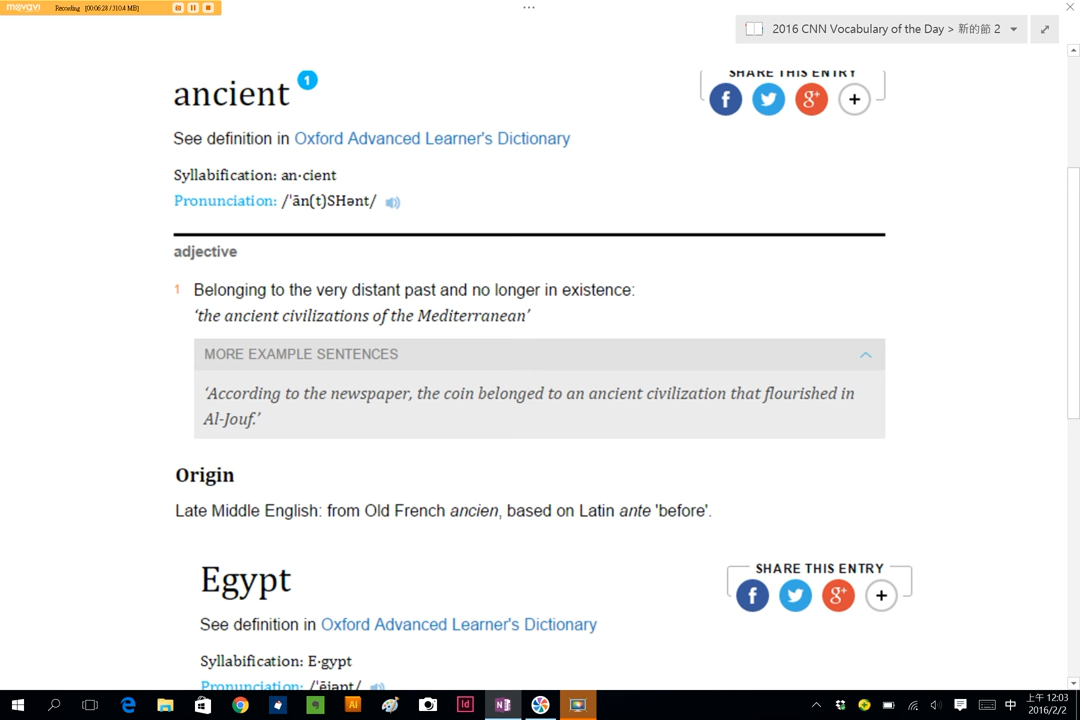 movavi Recording [00:06:28 / 310.4 MB]
2016 CNN Vocabulary of the Day > 新的節 2
ancient 1
SHARE THIS ENTRY
See definition in Oxford Advanced Learner's Dictionary
Syllabification: an·cient
Pronunciation: /ˈān(t)SHənt/
adjective
1 Belonging to the very distant past and no longer in existence:
‘the ancient civilizations of the Mediterranean’
MORE EXAMPLE SENTENCES
‘According to the newspaper, the coin belonged to an ancient civilization that flourished in
Al-Jouf.’
Origin
Late Middle English: from Old French ancien, based on Latin ante 'before'.
Egypt
SHARE THIS ENTRY
See definition in Oxford Advanced Learner's Dictionary
Syllabification: E·gypt
Pronunciation: /ˈējəpt/
中
上午 12:03
2016/2/2